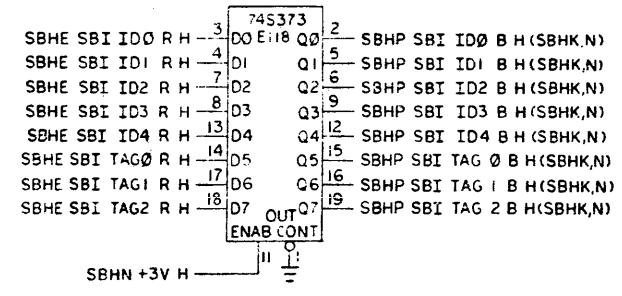 74S373
SBHE SBI IDØ R H 3 D0 E118 Q0 2 SBHP SBI IDØ B H(SBHK,N)
SBHE SBI ID1 R H 4 D1 Q1 5 SBHP SBI ID1 B H(SBHK,N)
SBHE SBI ID2 R H 7 D2 Q2 6 S3HP SBI ID2 B H(SBHK,N)
SBHE SBI ID3 R H 8 D3 Q3 9 SBHP SBI ID3 B H(SBHK,N)
SBHE SBI ID4 R H 13 D4 Q4 12 SBHP SBI ID4 B H(SBHK,N)
SBHE SBI TAGØ R H 14 D5 Q5 15 SBHP SBI TAG Ø B H(SBHK,N)
SBHE SBI TAG1 R H 17 D6 Q6 16 SBHP SBI TAG 1 B H(SBHK,N)
SBHE SBI TAG2 R H 18 D7 Q7 19 SBHP SBI TAG 2 B H(SBHK,N)
OUT
ENAB CONT
11 1
SBHN +3V H